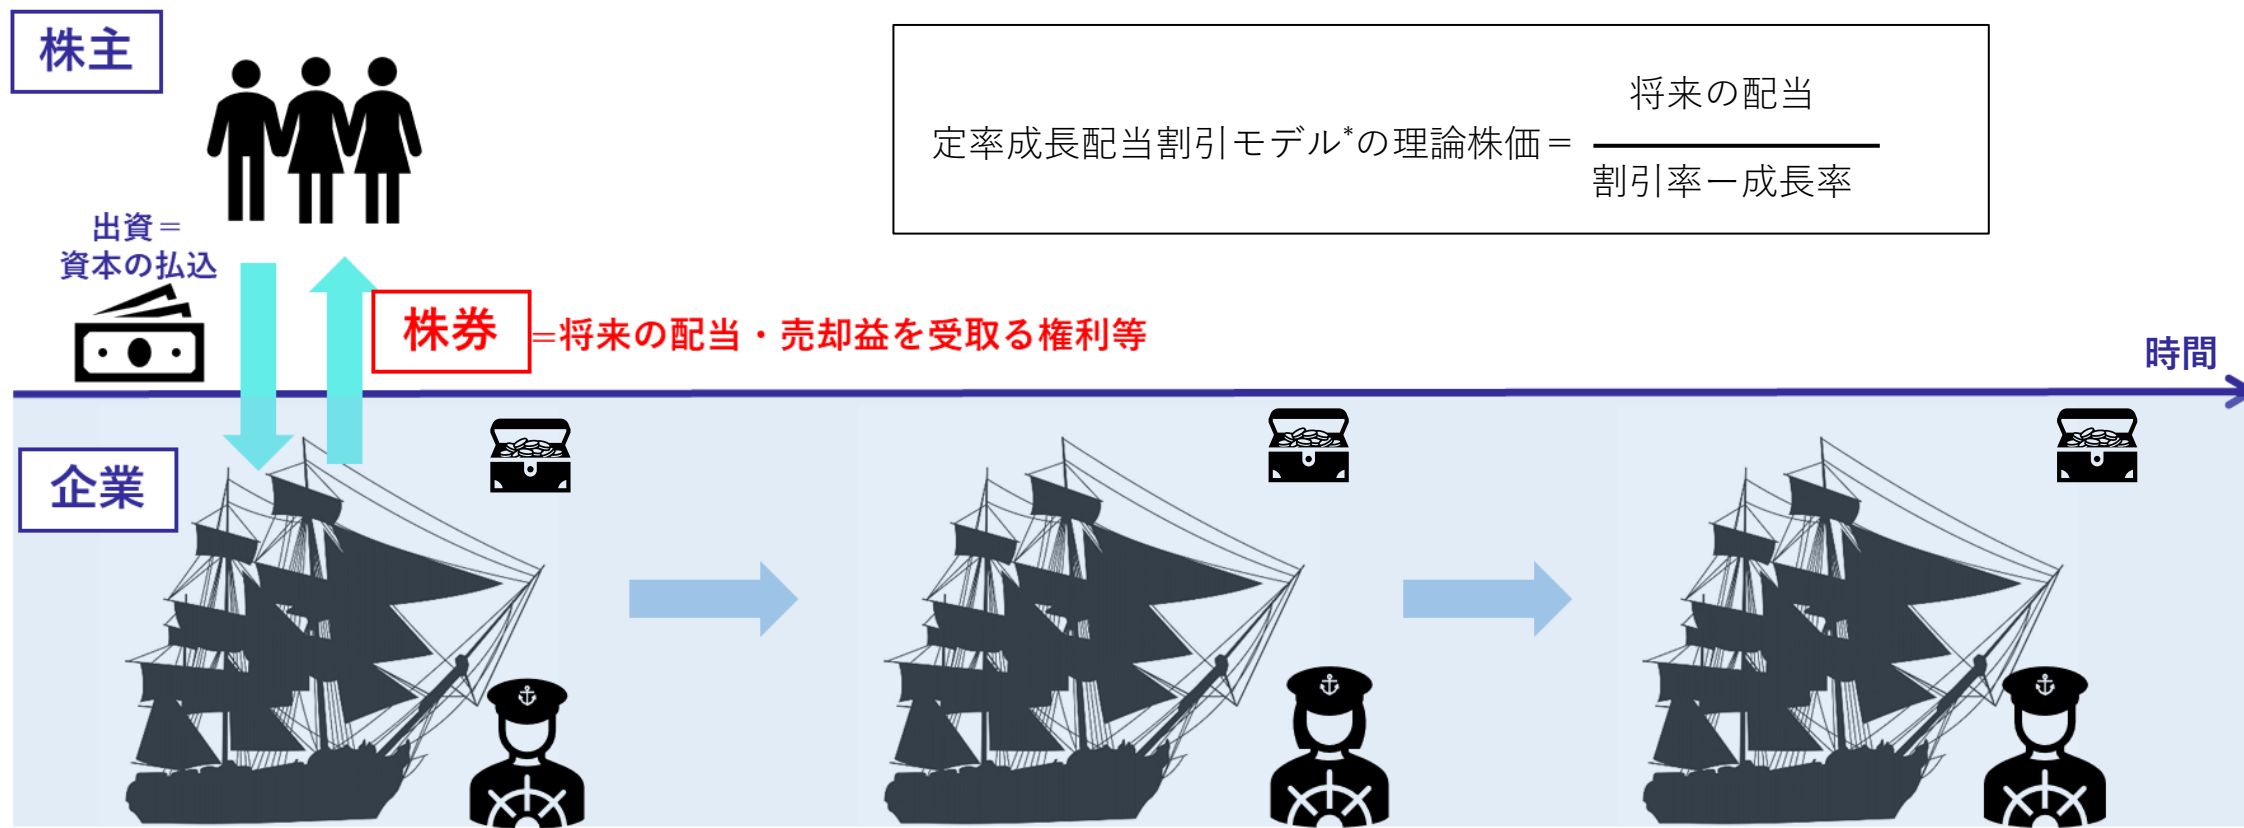 株主
将来の配当
定率成長配当割引モデル*の理論株価＝
割引率ー成長率
出資＝
資本の払込
株券
＝将来の配当・売却益を受取る権利等
時間
企業